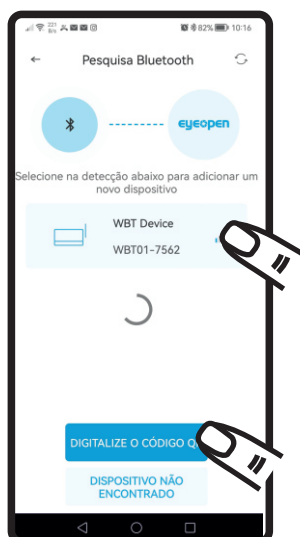 221
B/s
82% 10:16
Pesquisa Bluetooth
eyeopen
Selecione na detecção abaixo para adicionar um
novo dispositivo
WBT Device
WBT01-7562
DIGITALIZE O CÓDIGO
DISPOSITIVO NÃO
ENCONTRADO